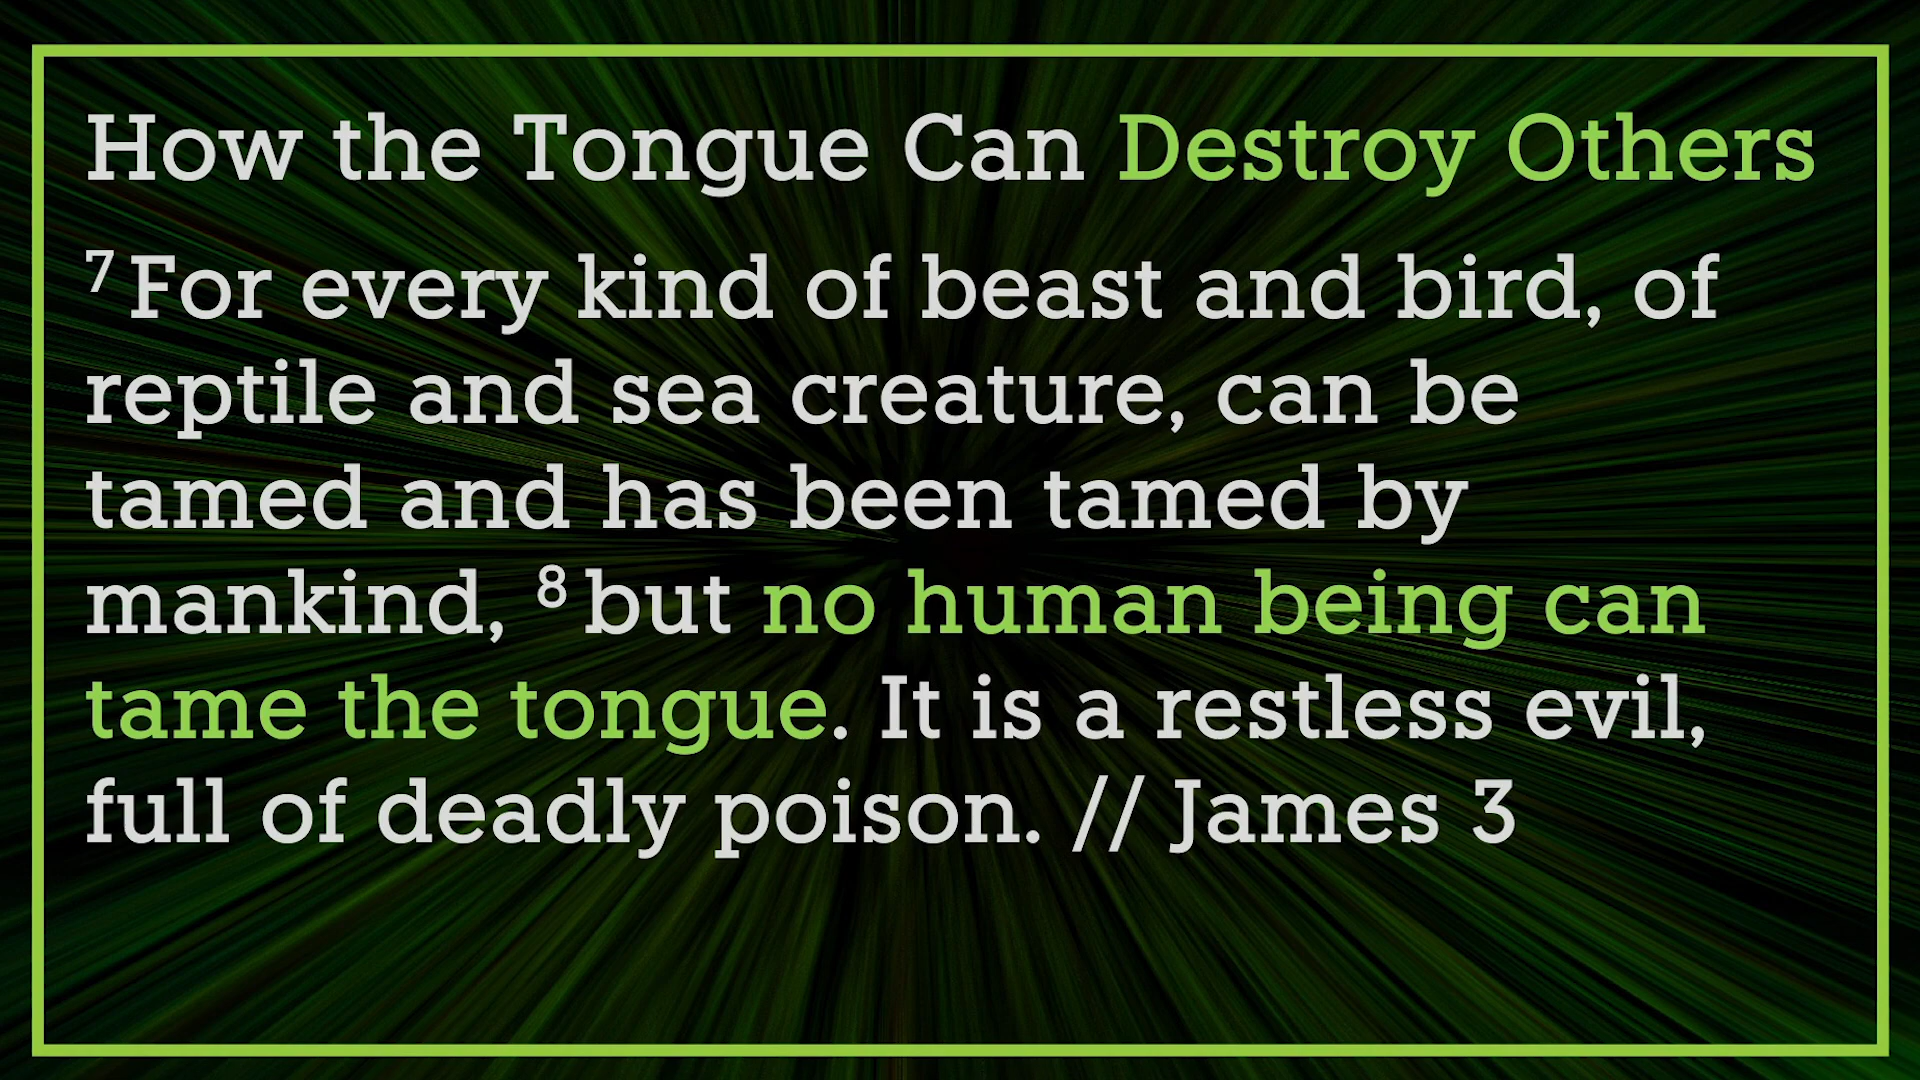 How the Tongue Can Destroy Others
⁷ For every kind of beast and bird, of
reptile and sea creature, can be
tamed and has been tamed by
mankind, ⁸ but no human being can
tame the tongue. It is a restless evil,
full of deadly poison. // James 3